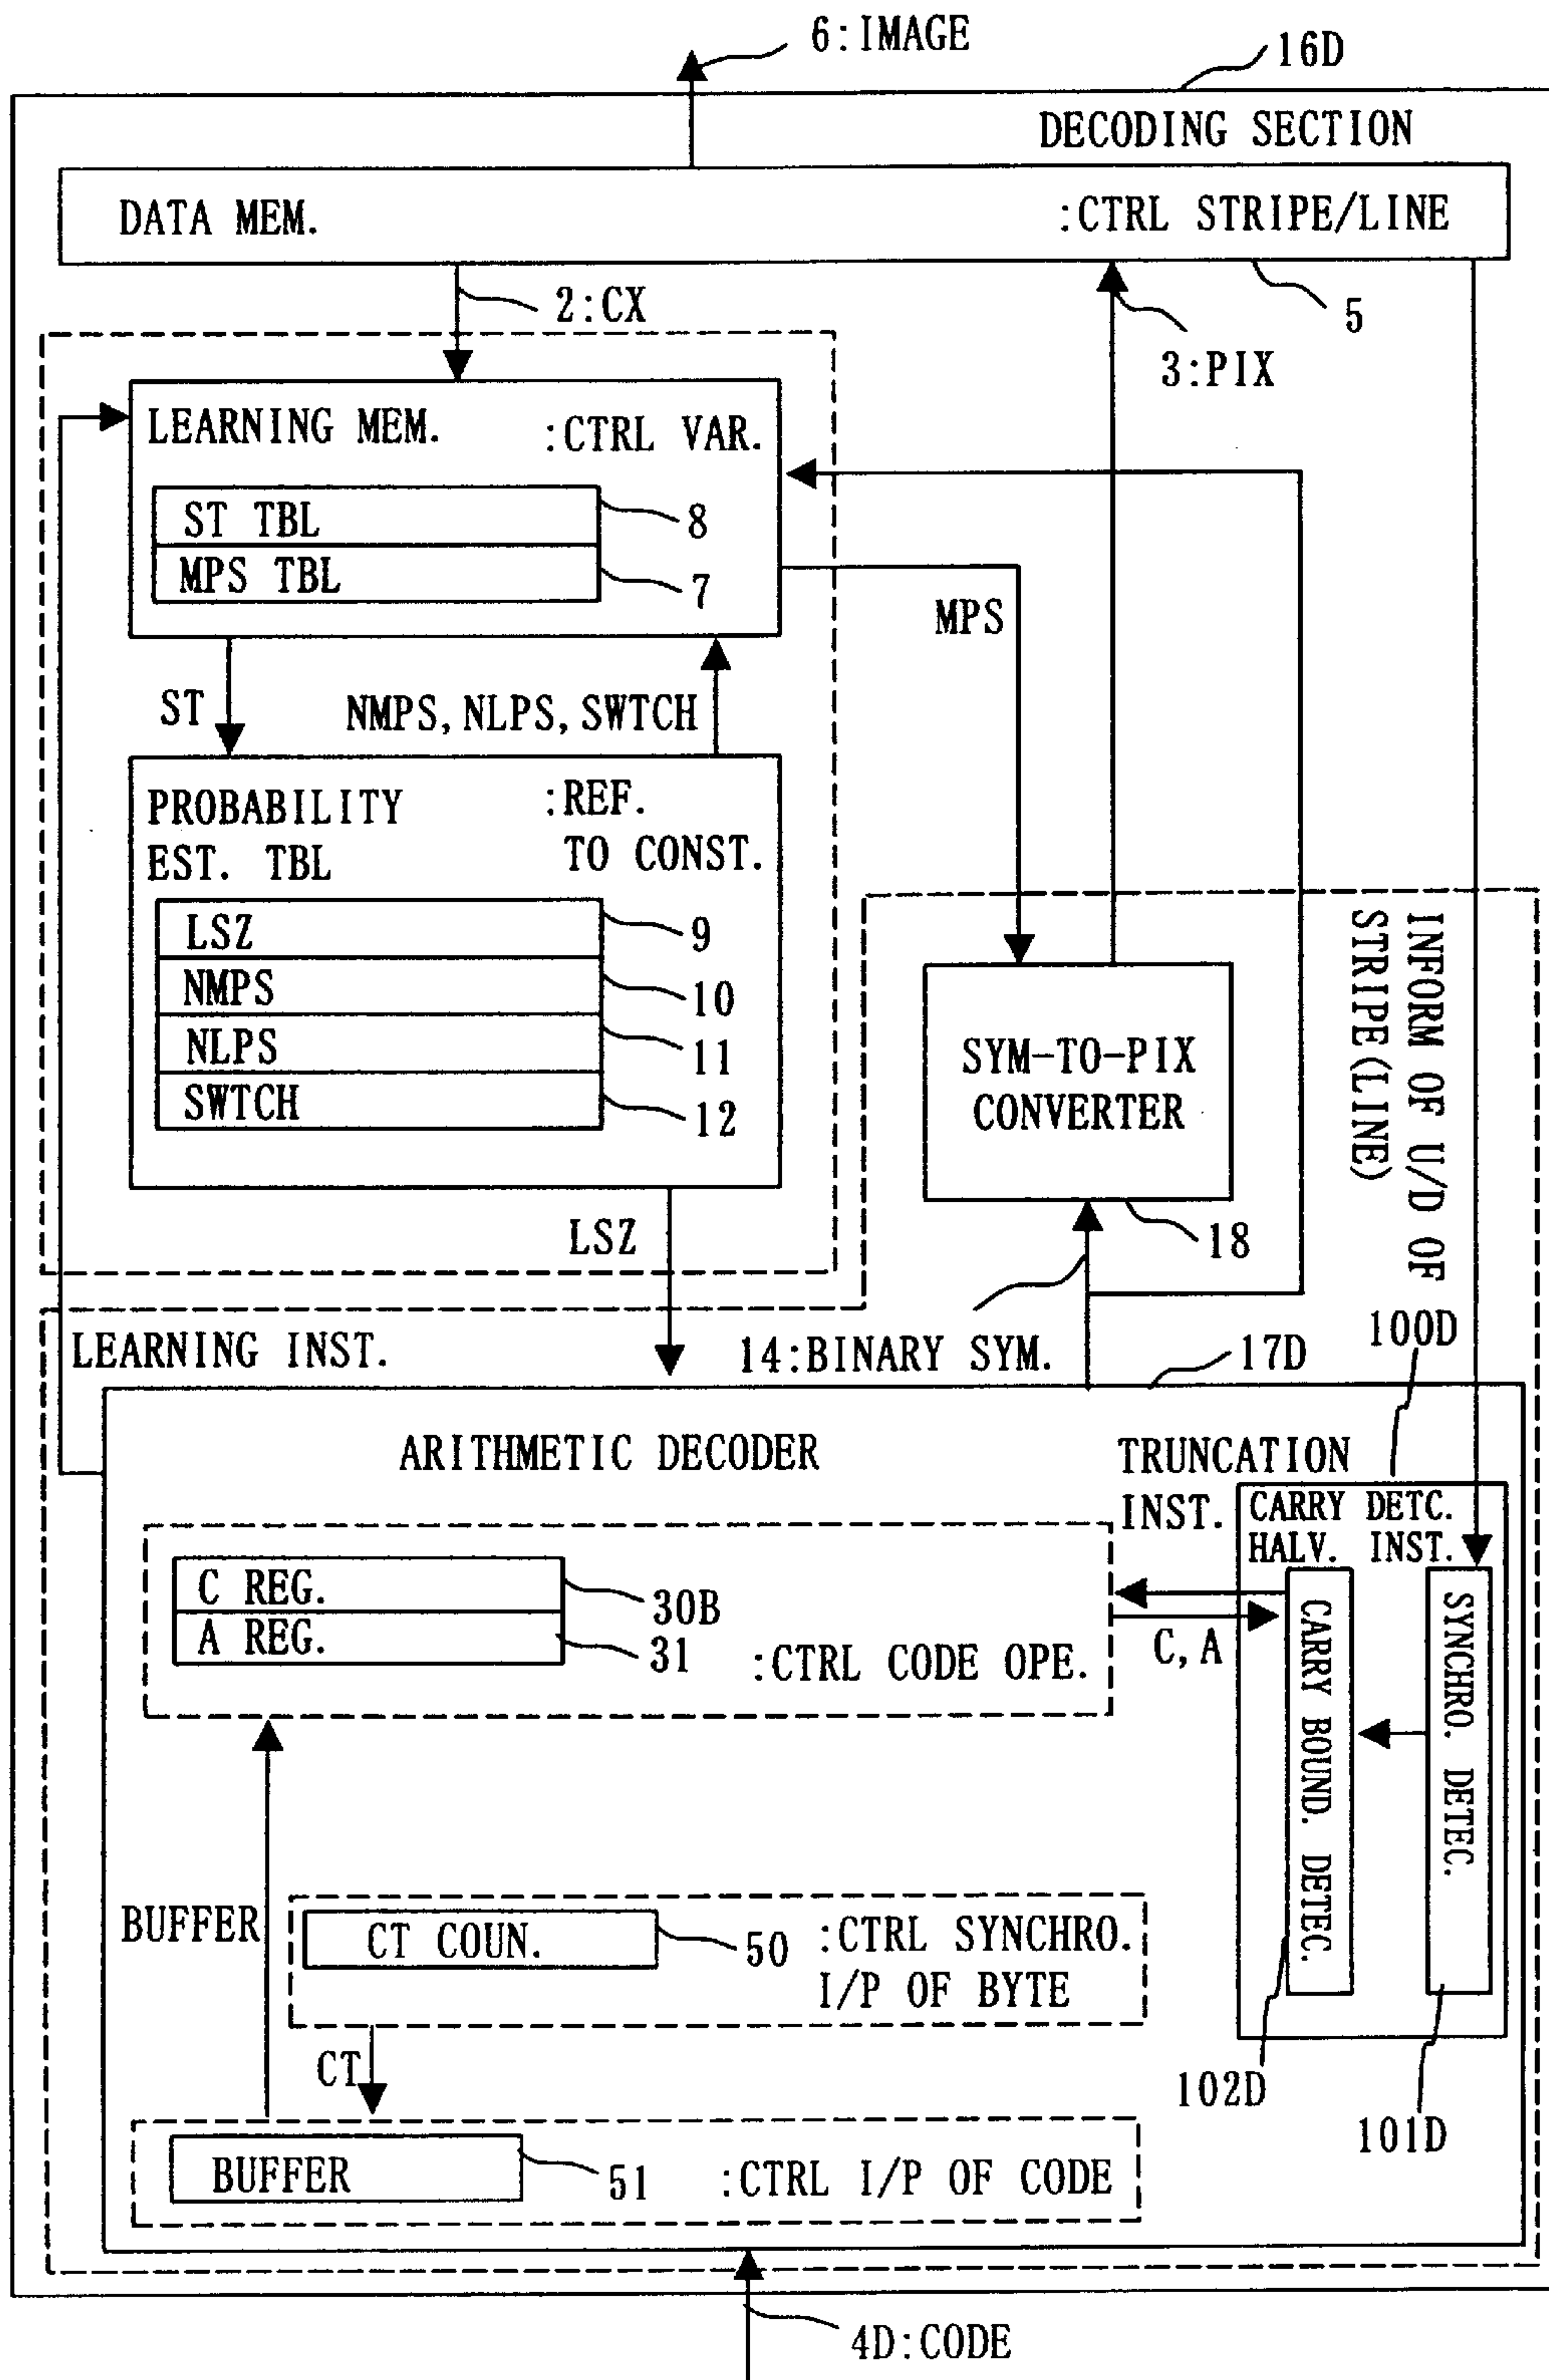 6:IMAGE
16D
DECODING SECTION
DATA MEM.
:CTRL STRIPE/LINE
2:CX
5
3:PIX
LEARNING MEM.
:CTRL VAR.
ST TBL
8
MPS TBL
7
MPS
ST
NMPS, NLPS, SWTCH
PROBABILITY
EST. TBL
:REF.
TO CONST.
LSZ
9
NMPS
10
NLPS
11
SWTCH
12
SYM-TO-PIX
CONVERTER
18
INFORM OF U/D OF
STRIPE(LINE)
LSZ
LEARNING INST.
14:BINARY SYM.
17D
100D
ARITHMETIC DECODER
TRUNCATION
INST.
CARRY DETC.
HALV. INST.
C REG.
30B
A REG.
31
:CTRL CODE OPE.
C, A
CARRY BOUND. DETEC.
SYNCHRO. DETEC.
BUFFER
CT COUN.
50
:CTRL SYNCHRO.
I/P OF BYTE
CT
102D
101D
BUFFER
51
:CTRL I/P OF CODE
4D:CODE